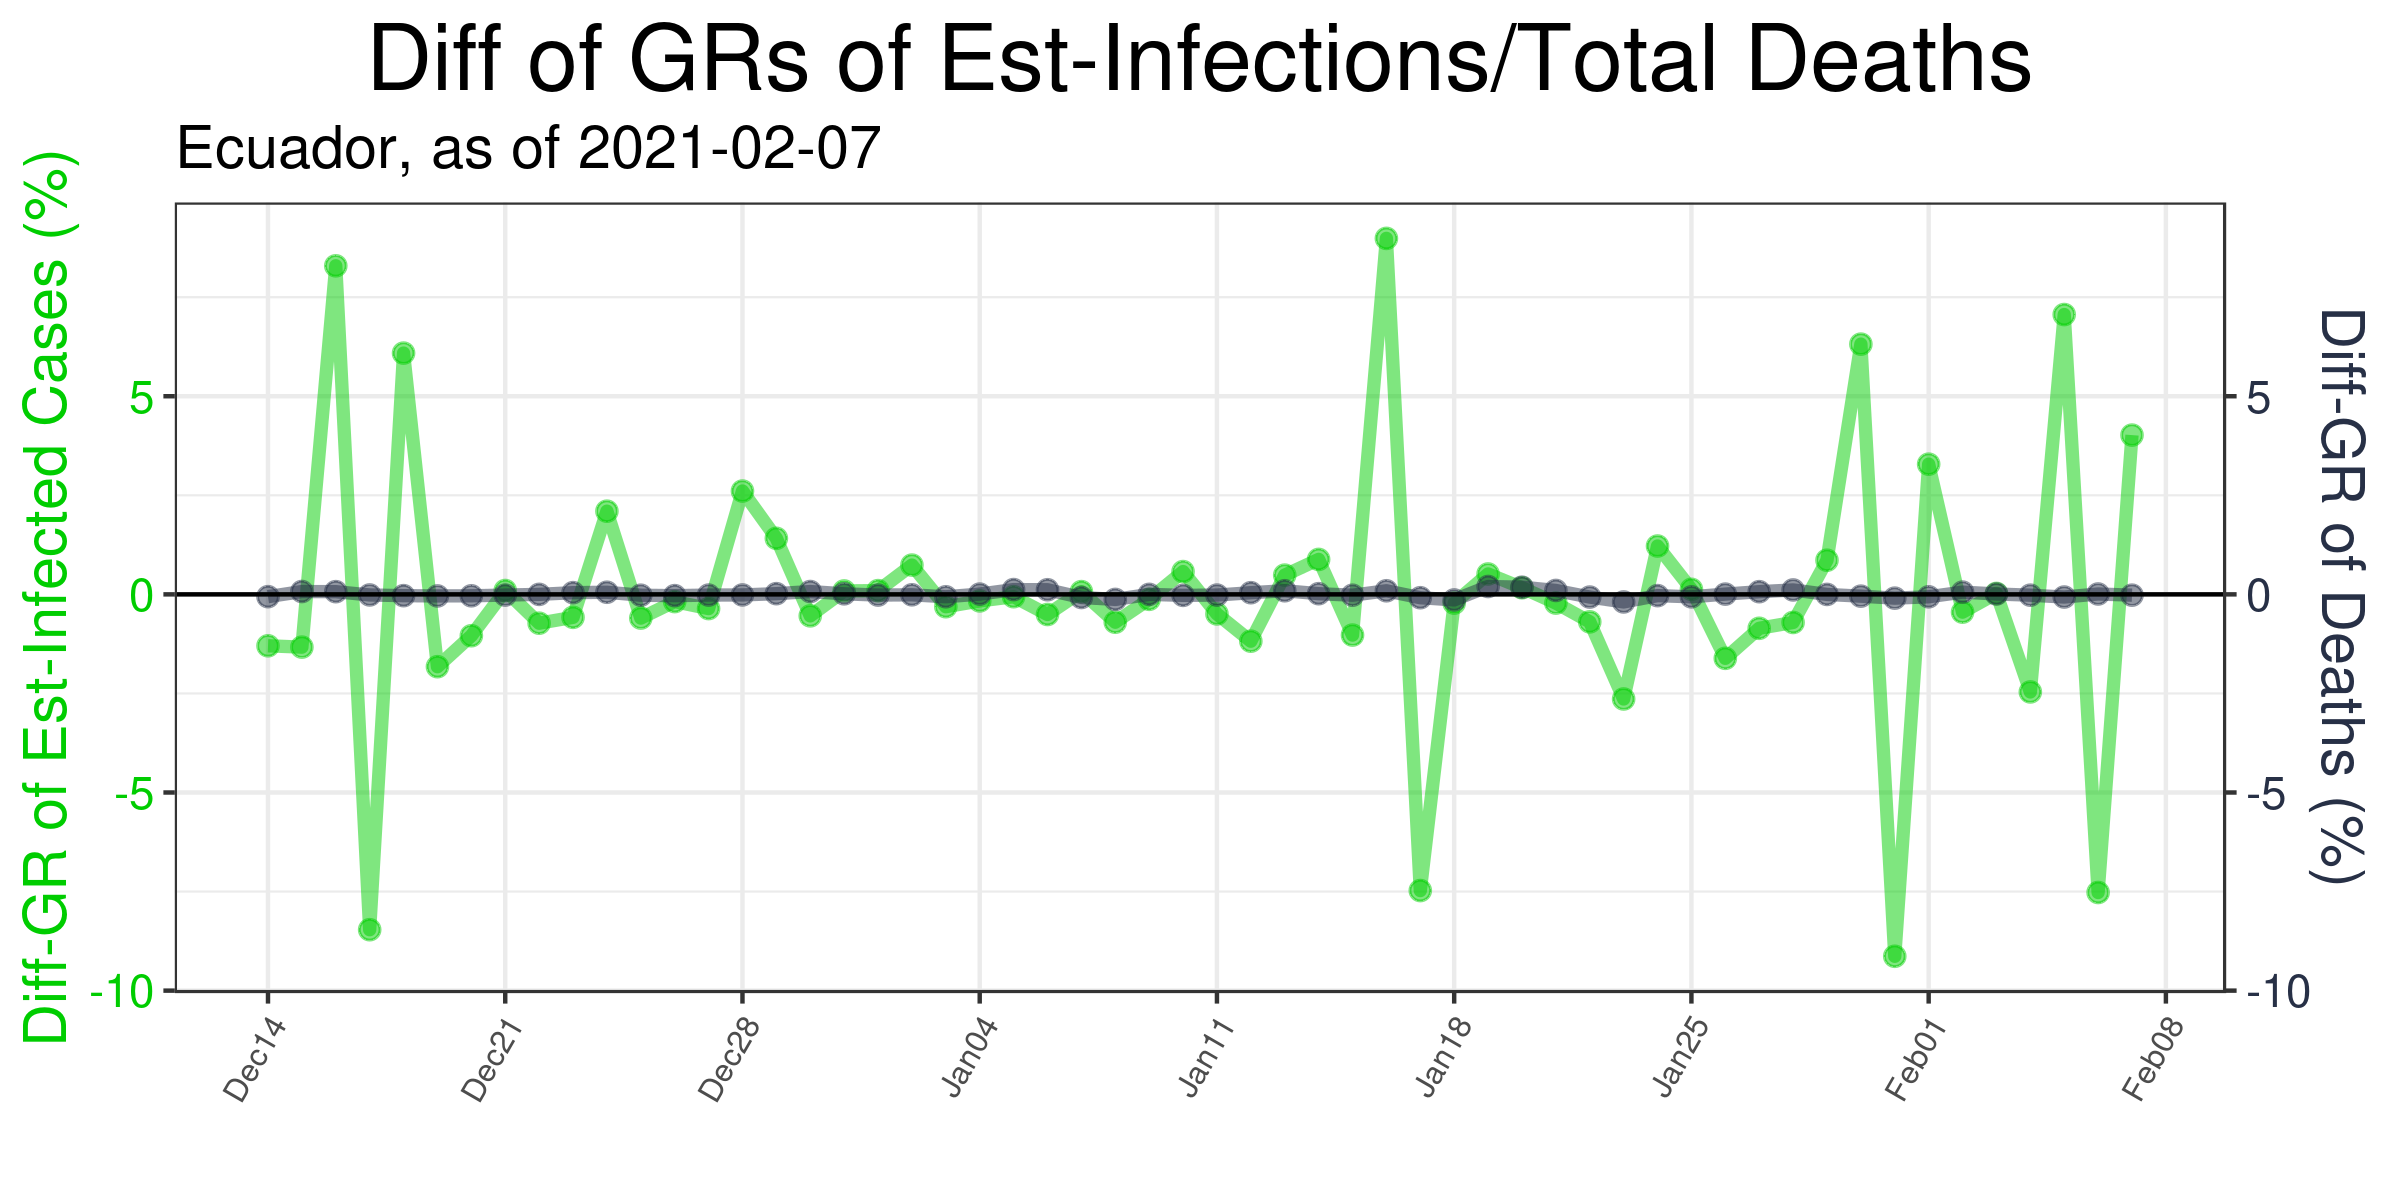 Diff of GRs of Est-Infections/Total Deaths
Ecuador, as of 2021-02-07
Diff-GR of Est-Infected Cases (%)
5
0
-5
-10
5
0
-5
-10
Diff-GR of Deaths (%)
Dec14
Dec21
Dec28
Jan04
Jan11
Jan18
Jan25
Feb01
Feb08